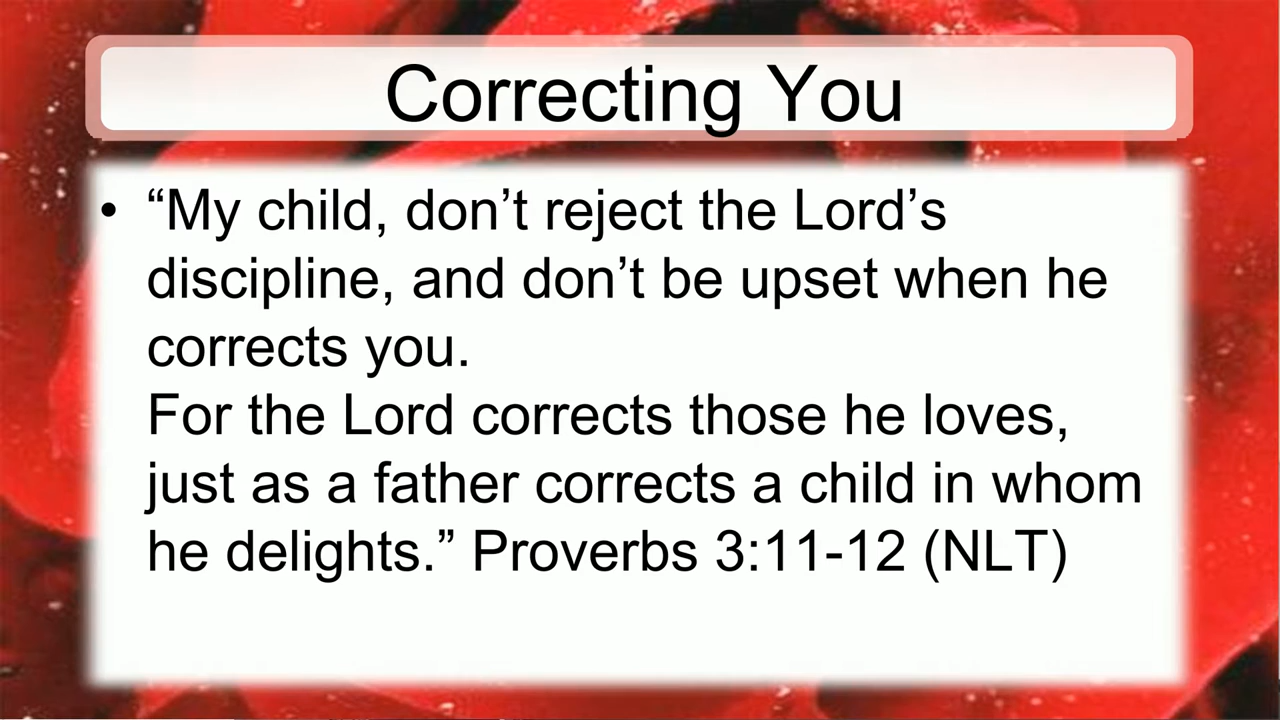 Correcting You
• “My child, don’t reject the Lord’s
discipline, and don’t be upset when he
corrects you.
For the Lord corrects those he loves,
just as a father corrects a child in whom
he delights.” Proverbs 3:11-12 (NLT)